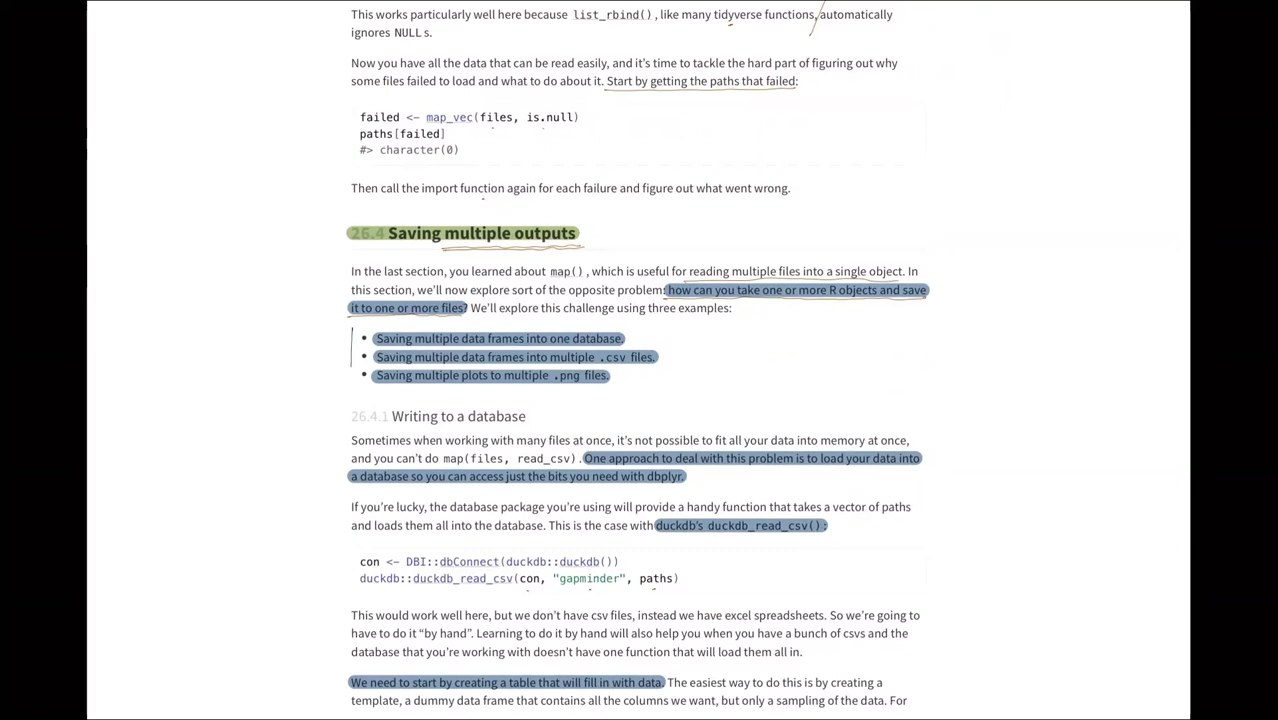 This works particularly well here because list_rbind(), like many tidyverse functions, automatically
ignores NULLs.
Now you have all the data that can be read easily, and it's time to tackle the hard part of figuring out why
some files failed to load and what to do about it. Start by getting the paths that failed:
failed <- map_vec(files, is.null)
paths[failed]
#> character(0)
Then call the import function again for each failure and figure out what went wrong.
26.4 Saving multiple outputs
In the last section, you learned about map(), which is useful for reading multiple files into a single object. In
this section, we'll now explore sort of the opposite problem: how can you take one or more R objects and save
it to one or more files? We'll explore this challenge using three examples:
• Saving multiple data frames into one database.
• Saving multiple data frames into multiple .csv files.
• Saving multiple plots to multiple .png files.
26.4.1 Writing to a database
Sometimes when working with many files at once, it's not possible to fit all your data into memory at once,
and you can't do map(files, read_csv). One approach to deal with this problem is to load your data into
a database so you can access just the bits you need with dbplyr.
If you're lucky, the database package you're using will provide a handy function that takes a vector of paths
and loads them all into the database. This is the case with duckdb's duckdb_read_csv():
con <- DBI::dbConnect(duckdb::duckdb())
duckdb::duckdb_read_csv(con, "gapminder", paths)
This would work well here, but we don't have csv files, instead we have excel spreadsheets. So we're going to
have to do it "by hand". Learning to do it by hand will also help you when you have a bunch of csvs and the
database that you're working with doesn't have one function that will load them all in.
We need to start by creating a table that will fill in with data. The easiest way to do this is by creating a
template, a dummy data frame that contains all the columns we want, but only a sampling of the data. For